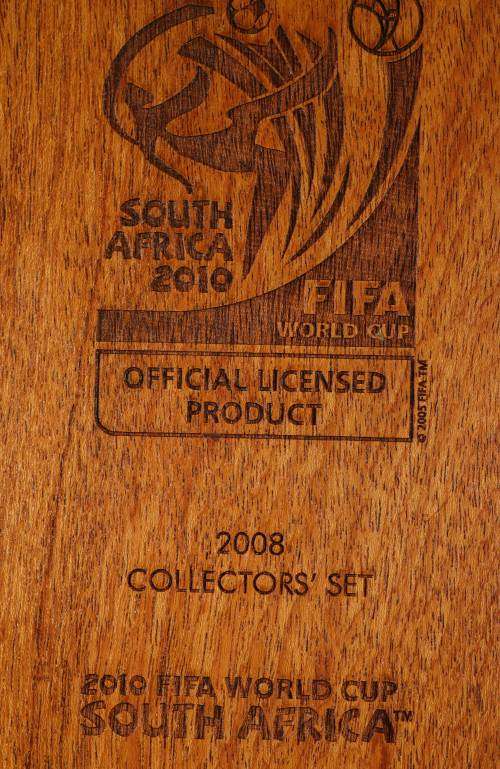 SOUTH
AFRICA
2010
FIFA
WORLD CUP
OFFICIAL LICENSED
PRODUCT
© 2005 FIFA TM
2008
COLLECTORS' SET
2010 FIFA WORLD CUP
SOUTH AFRICA™